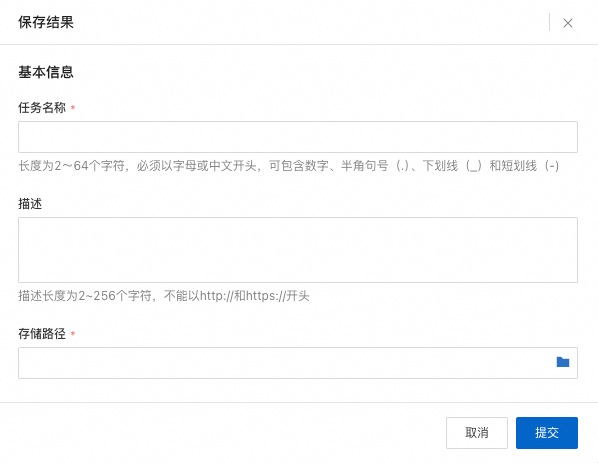 保存结果
基本信息
任务名称 *
长度为2～64个字符，必须以字母或中文开头，可包含数字、半角句号（.）、下划线（_）和短划线（-）
描述
描述长度为2~256个字符，不能以http://和https://开头
存储路径 *
取消 提交